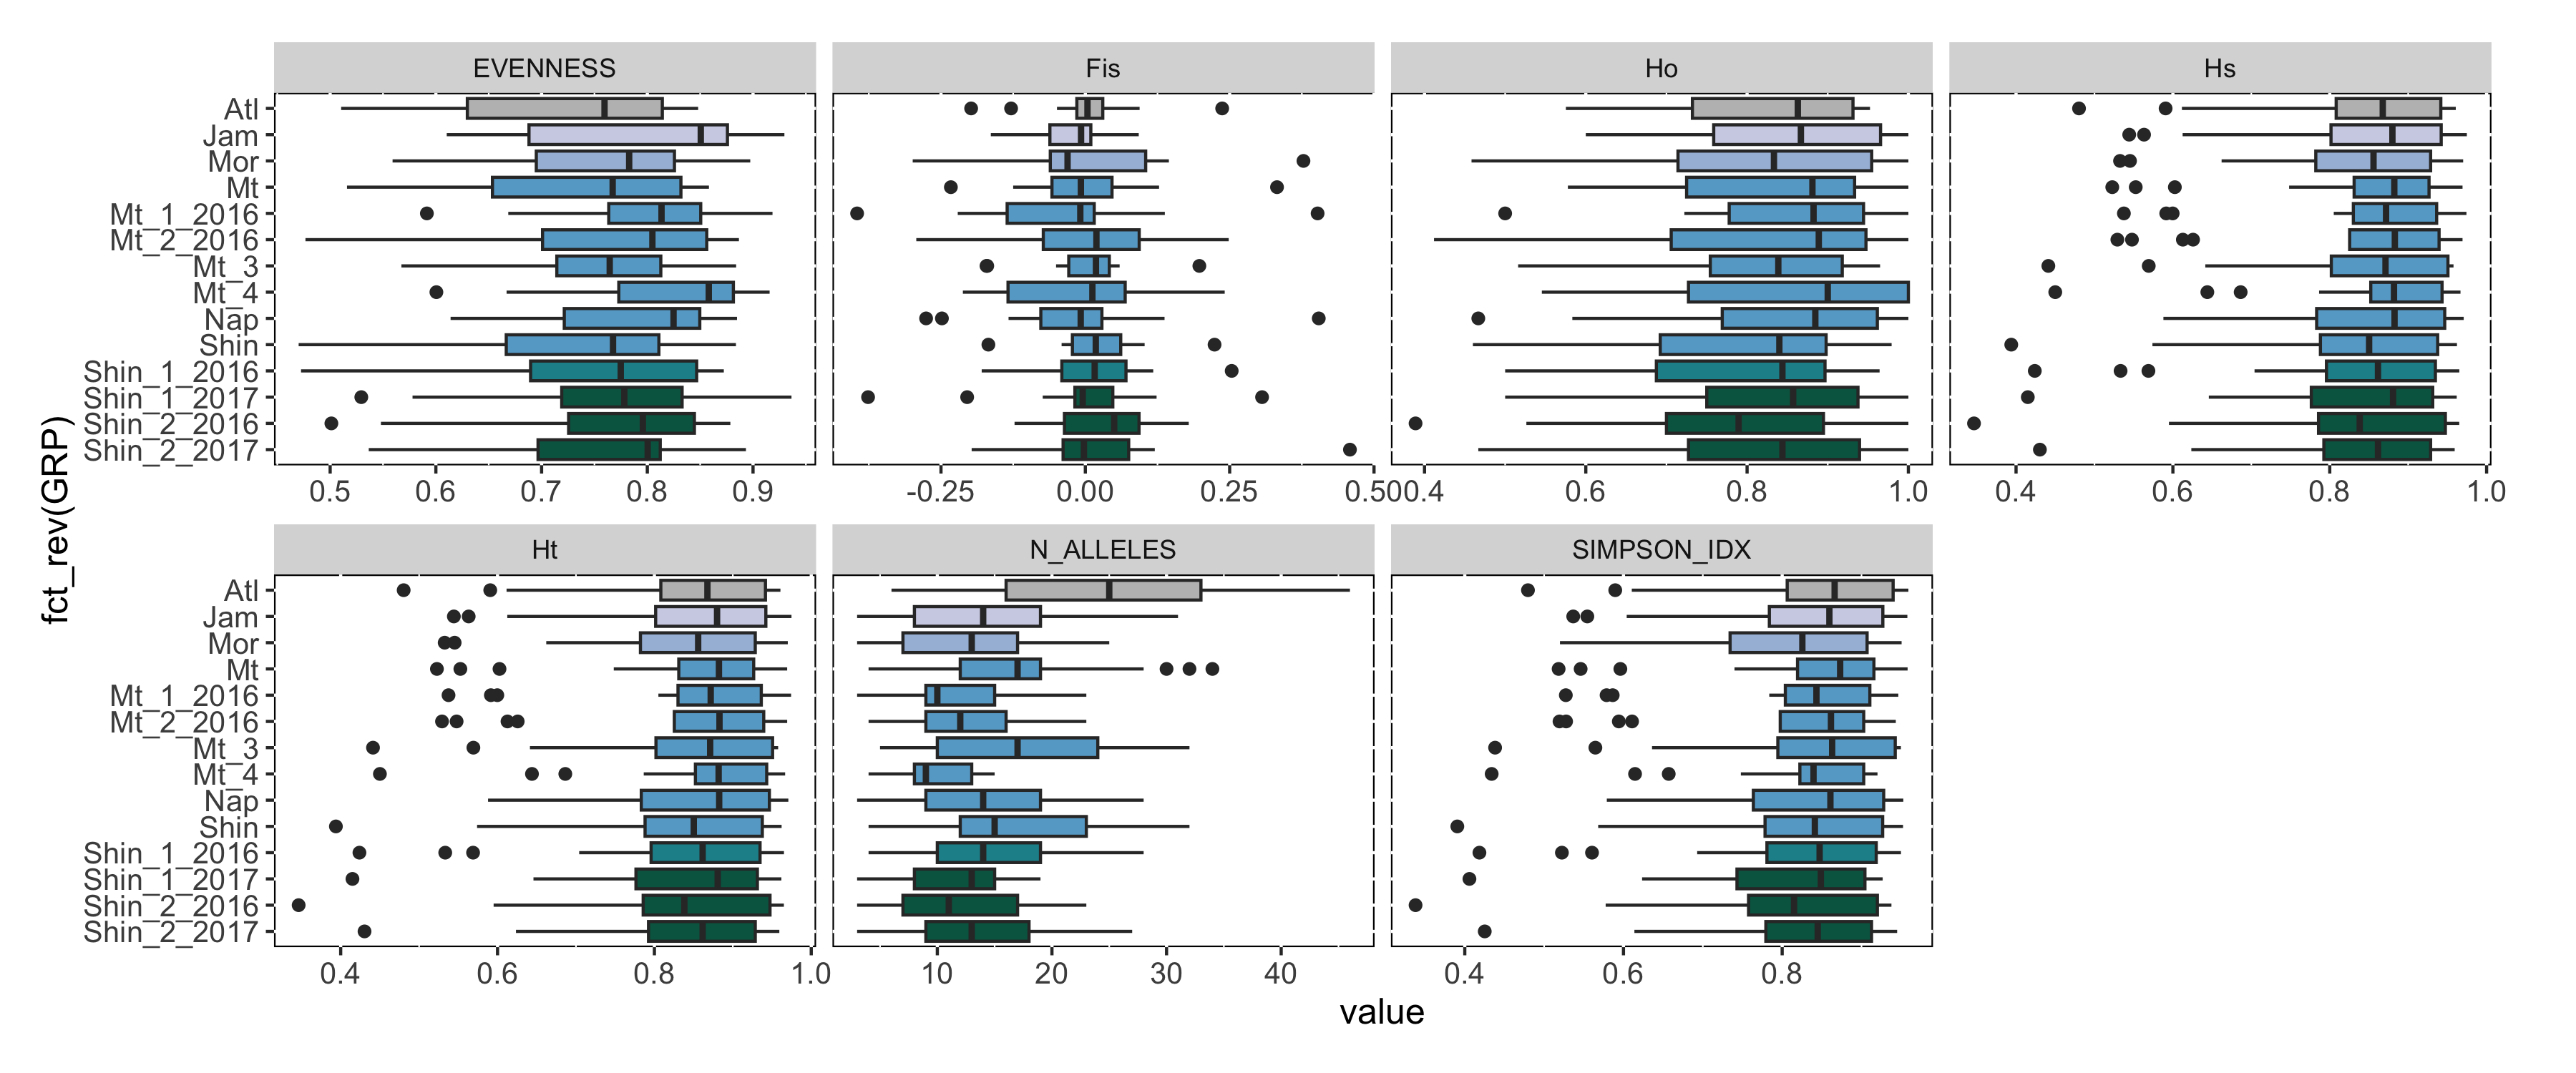 EVENNESS Fis Ho Hs
Atl
Jam
Mor
Mt
Mt_1_2016
Mt_2_2016
Mt_3
Mt_4
Nap
Shin
Shin_1_2016
Shin_1_2017
Shin_2_2016
Shin_2_2017
0.5 0.6 0.7 0.8 0.9 -0.25 0.00 0.25 0.50 0.4 0.6 0.8 1.0 0.4 0.6 0.8 1.0
fct_rev(GRP)
Ht N_ALLELES SIMPSON_IDX
Atl
Jam
Mor
Mt
Mt_1_2016
Mt_2_2016
Mt_3
Mt_4
Nap
Shin
Shin_1_2016
Shin_1_2017
Shin_2_2016
Shin_2_2017
0.4 0.6 0.8 1.0 10 20 30 40 0.4 0.6 0.8
value